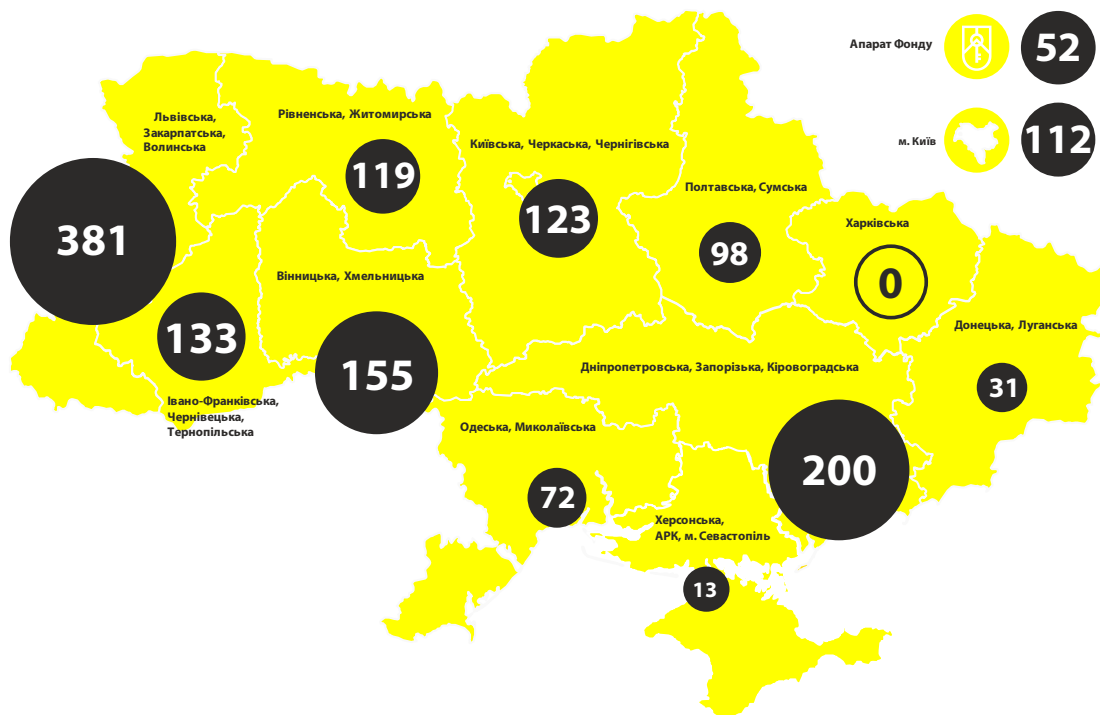 Апарат Фонду
52
м. Київ
112
Львівська,
Закарпатська,
Волинська
381
Рівненська, Житомирська
119
Київська, Черкаська, Чернігівська
123
Полтавська, Сумська
98
Харківська
0
Вінницька, Хмельницька
155
133
Івано-Франківська,
Чернівецька,
Тернопільська
Донецька, Луганська
31
Дніпропетровська, Запорізька, Кіровоградська
200
Одеська, Миколаївська
72
Херсонська,
АРК, м. Севастопіль
13